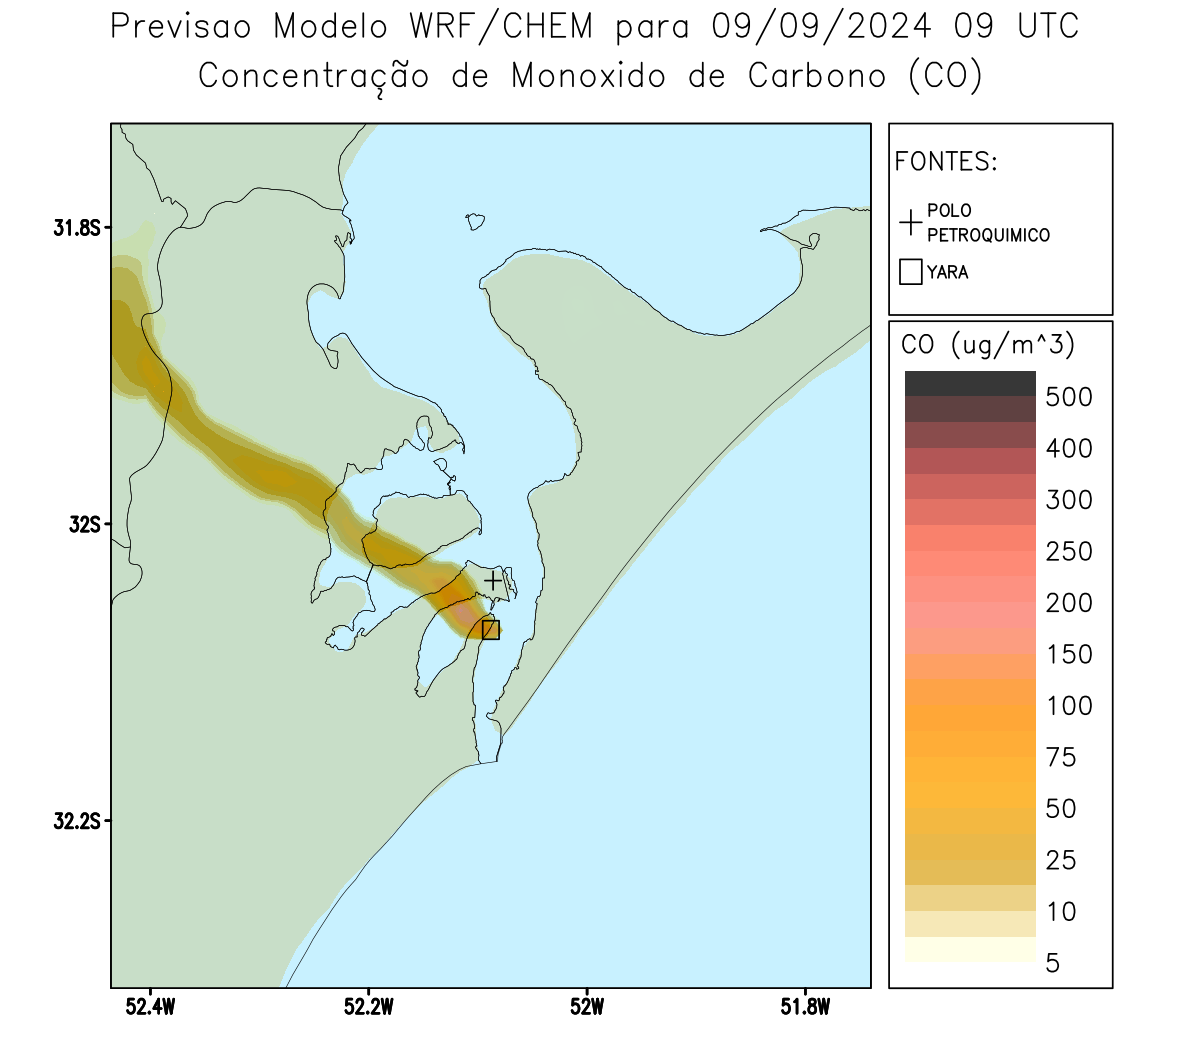 Previsao Modelo WRF/CHEM para 09/09/2024 09 UTC
Concentração de Monoxido de Carbono (CO)
FONTES:
POLO
PETROQUIMICO
YARA
CO (ug/m^3)
500
400
300
250
200
150
100
75
50
25
10
5
31.8S
32S
32.2S
52.4W
52.2W
52W
51.8W